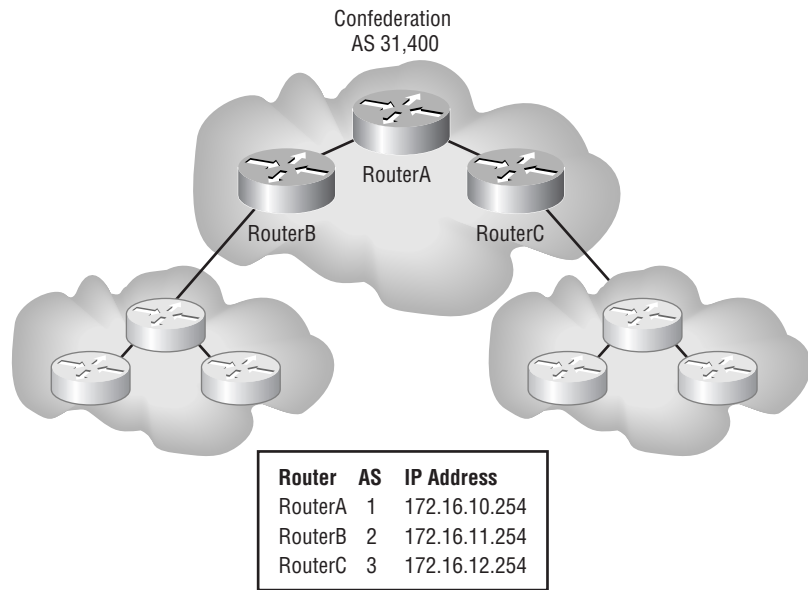 Confederation
AS 31,400
RouterA
RouterB
RouterC
Router AS IP Address
RouterA 1 172.16.10.254
RouterB 2 172.16.11.254
RouterC 3 172.16.12.254